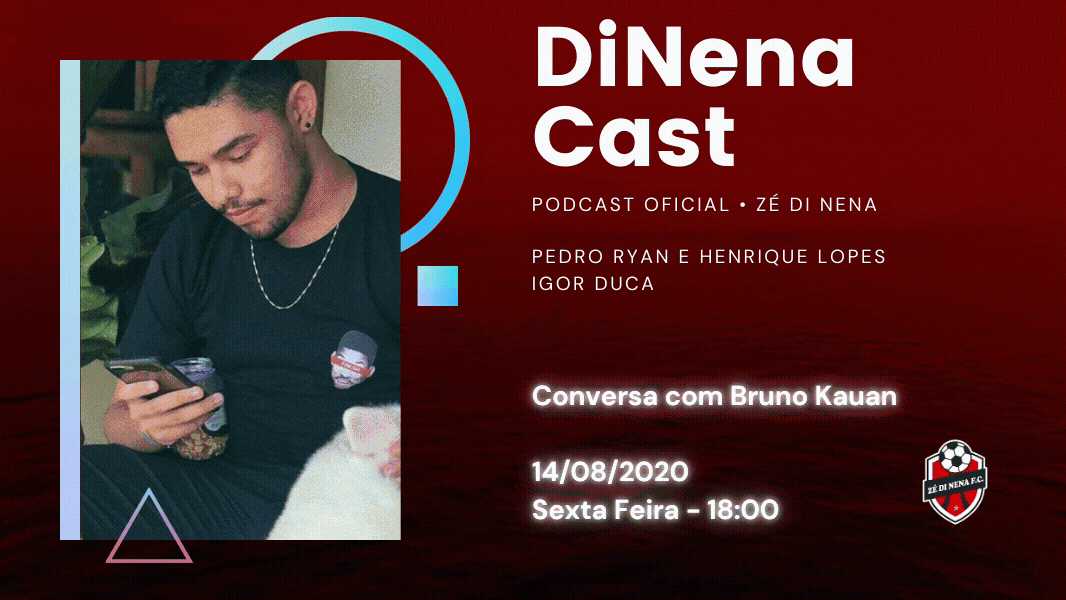 DiNena
Cast
PODCAST OFICIAL • ZÉ DI NENA
PEDRO RYAN E HENRIQUE LOPES
IGOR DUCA
Conversa com Bruno Kauan
14/08/2020
Sexta Feira - 18:00
ZÉ DI NENA F.C.